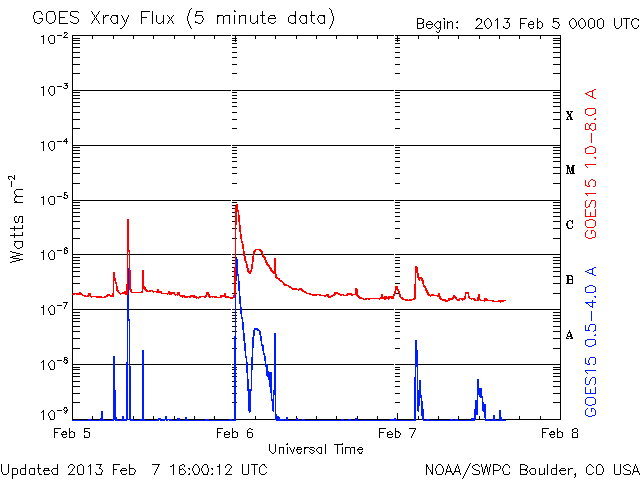 GOES Xray Flux (5 minute data)
Begin: 2013 Feb 5 0000 UTC
10⁻²
10⁻³
10⁻⁴
10⁻⁵
10⁻⁶
10⁻⁷
10⁻⁸
10⁻⁹
Watts m⁻²
X
M
C
B
A
GOES15 1.0-8.0 A
GOES15 0.5-4.0 A
Feb 5
Feb 6
Feb 7
Feb 8
Universal Time
Updated 2013 Feb 7 16:00:12 UTC
NOAA/SWPC Boulder, CO USA